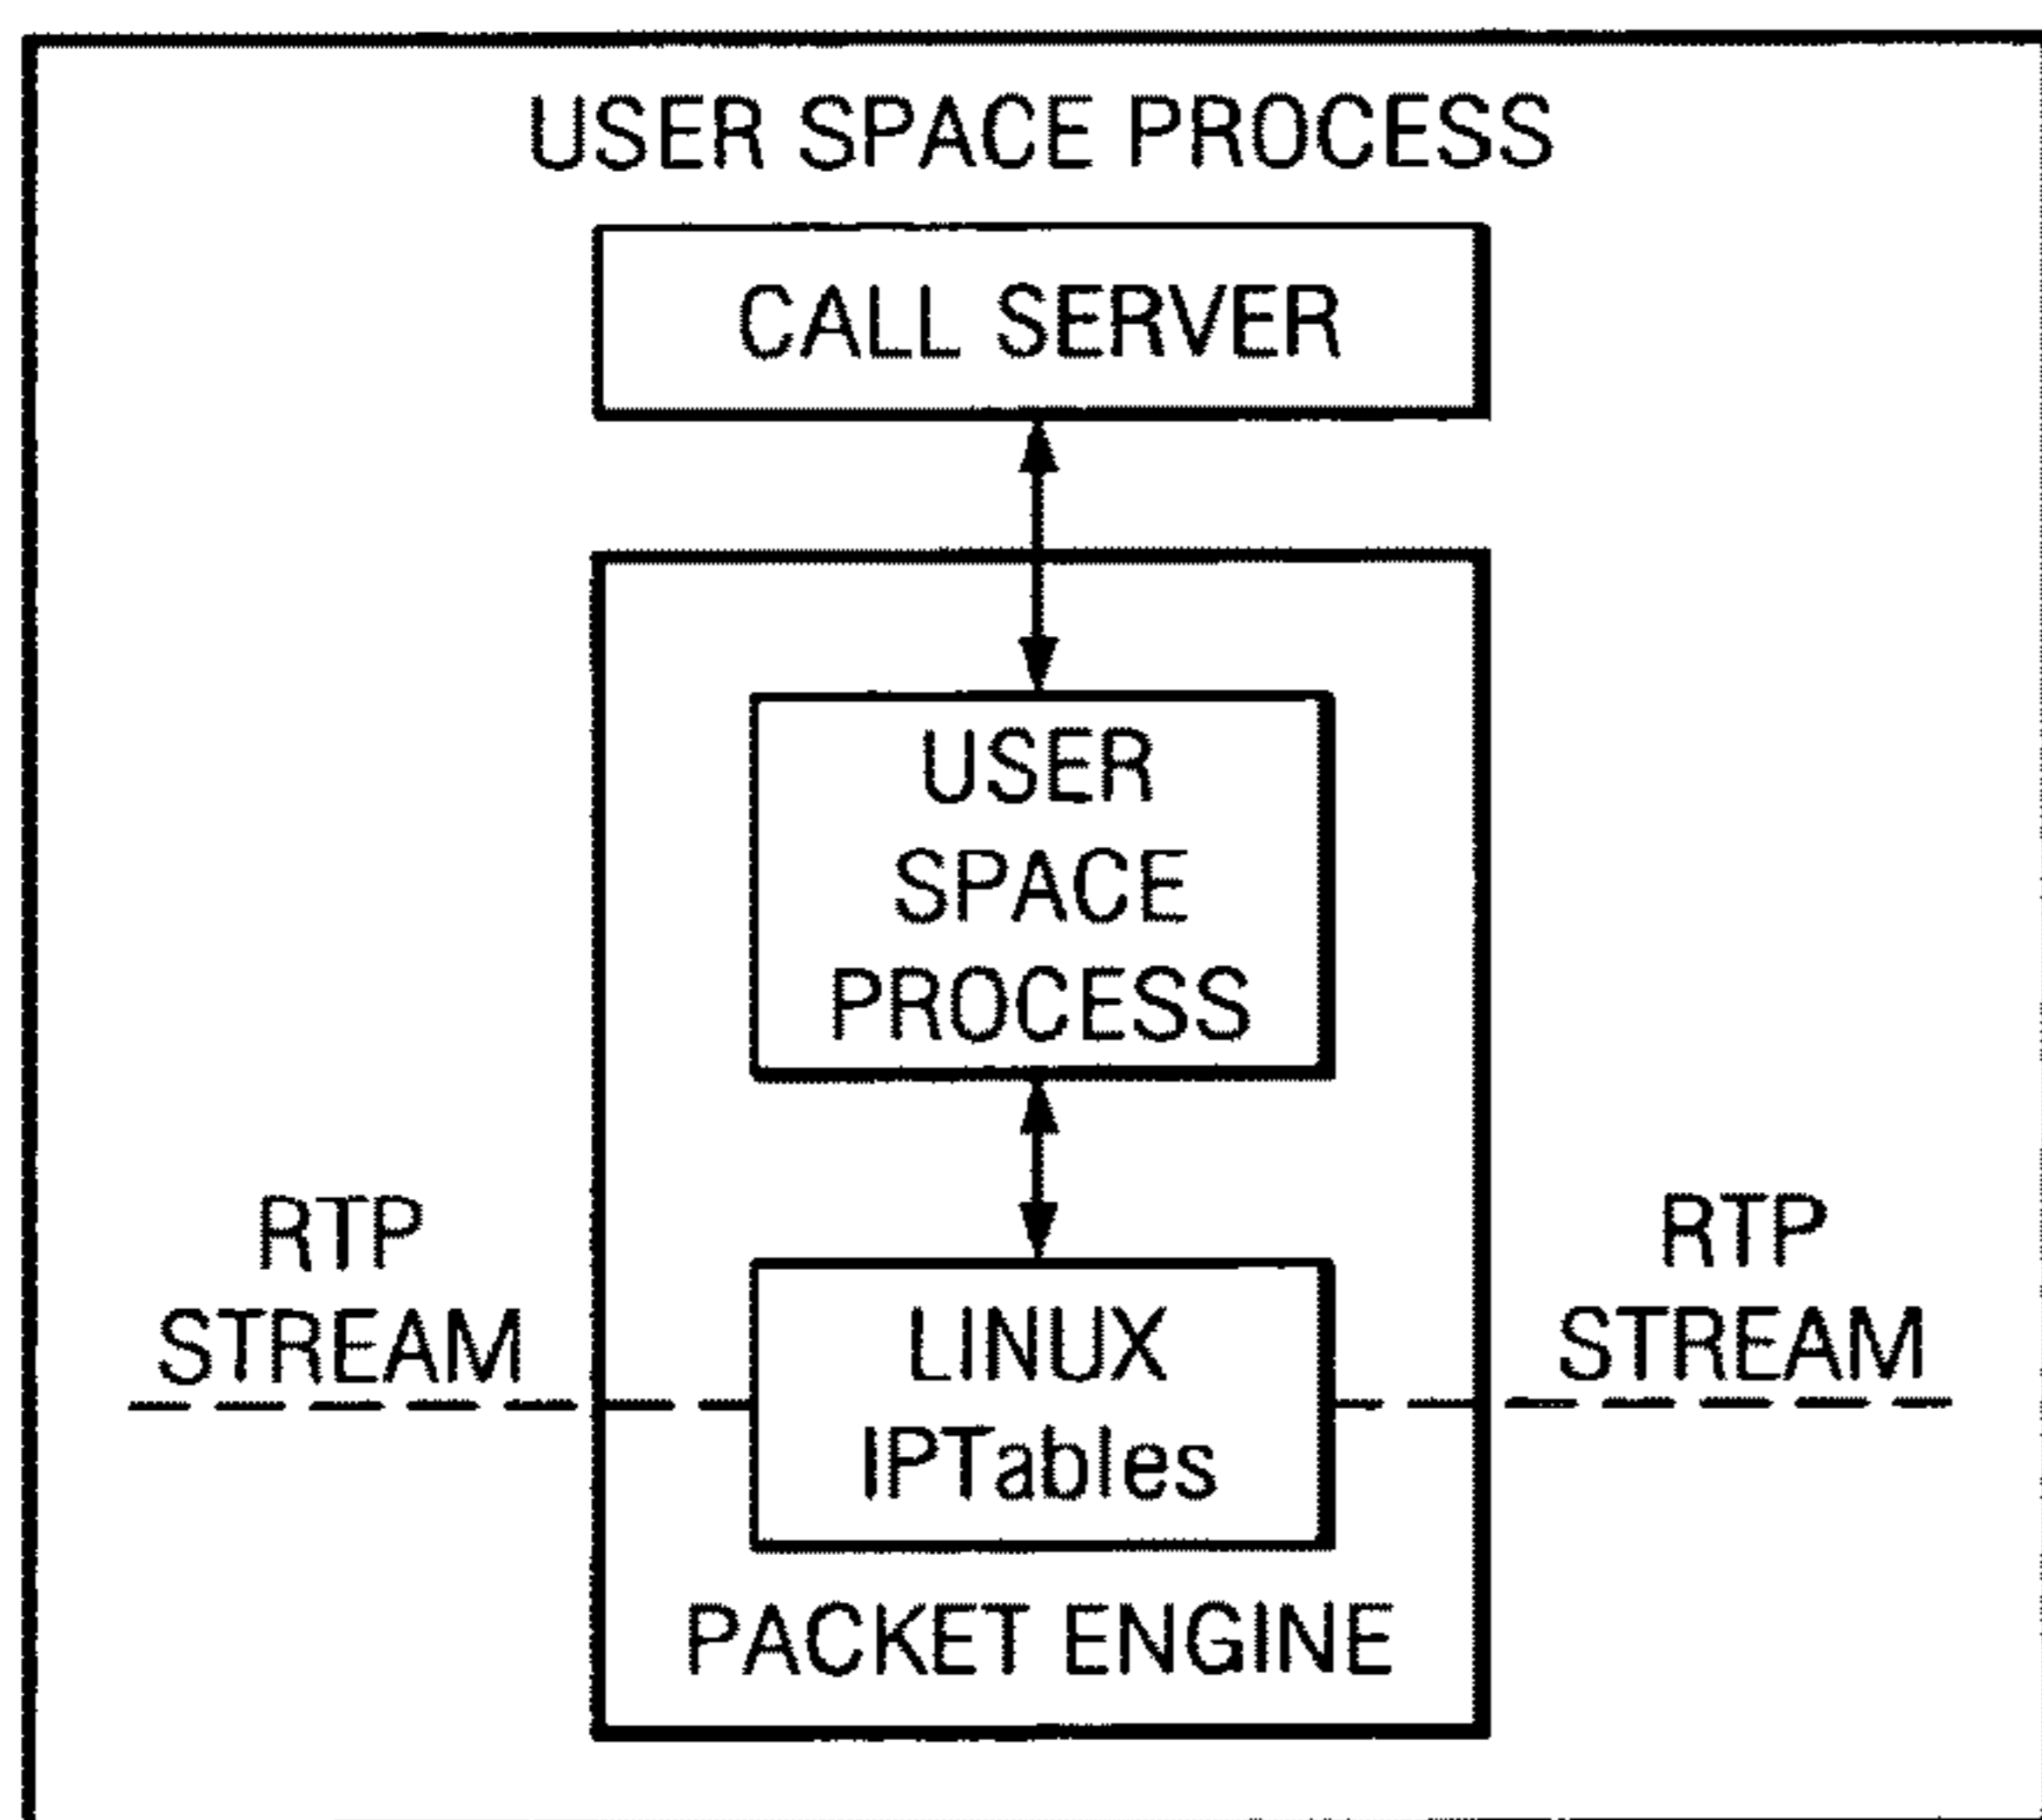 USER SPACE PROCESS
CALL SERVER
USER
SPACE
PROCESS
RTP
STREAM
LINUX
IPTables
RTP
STREAM
PACKET ENGINE